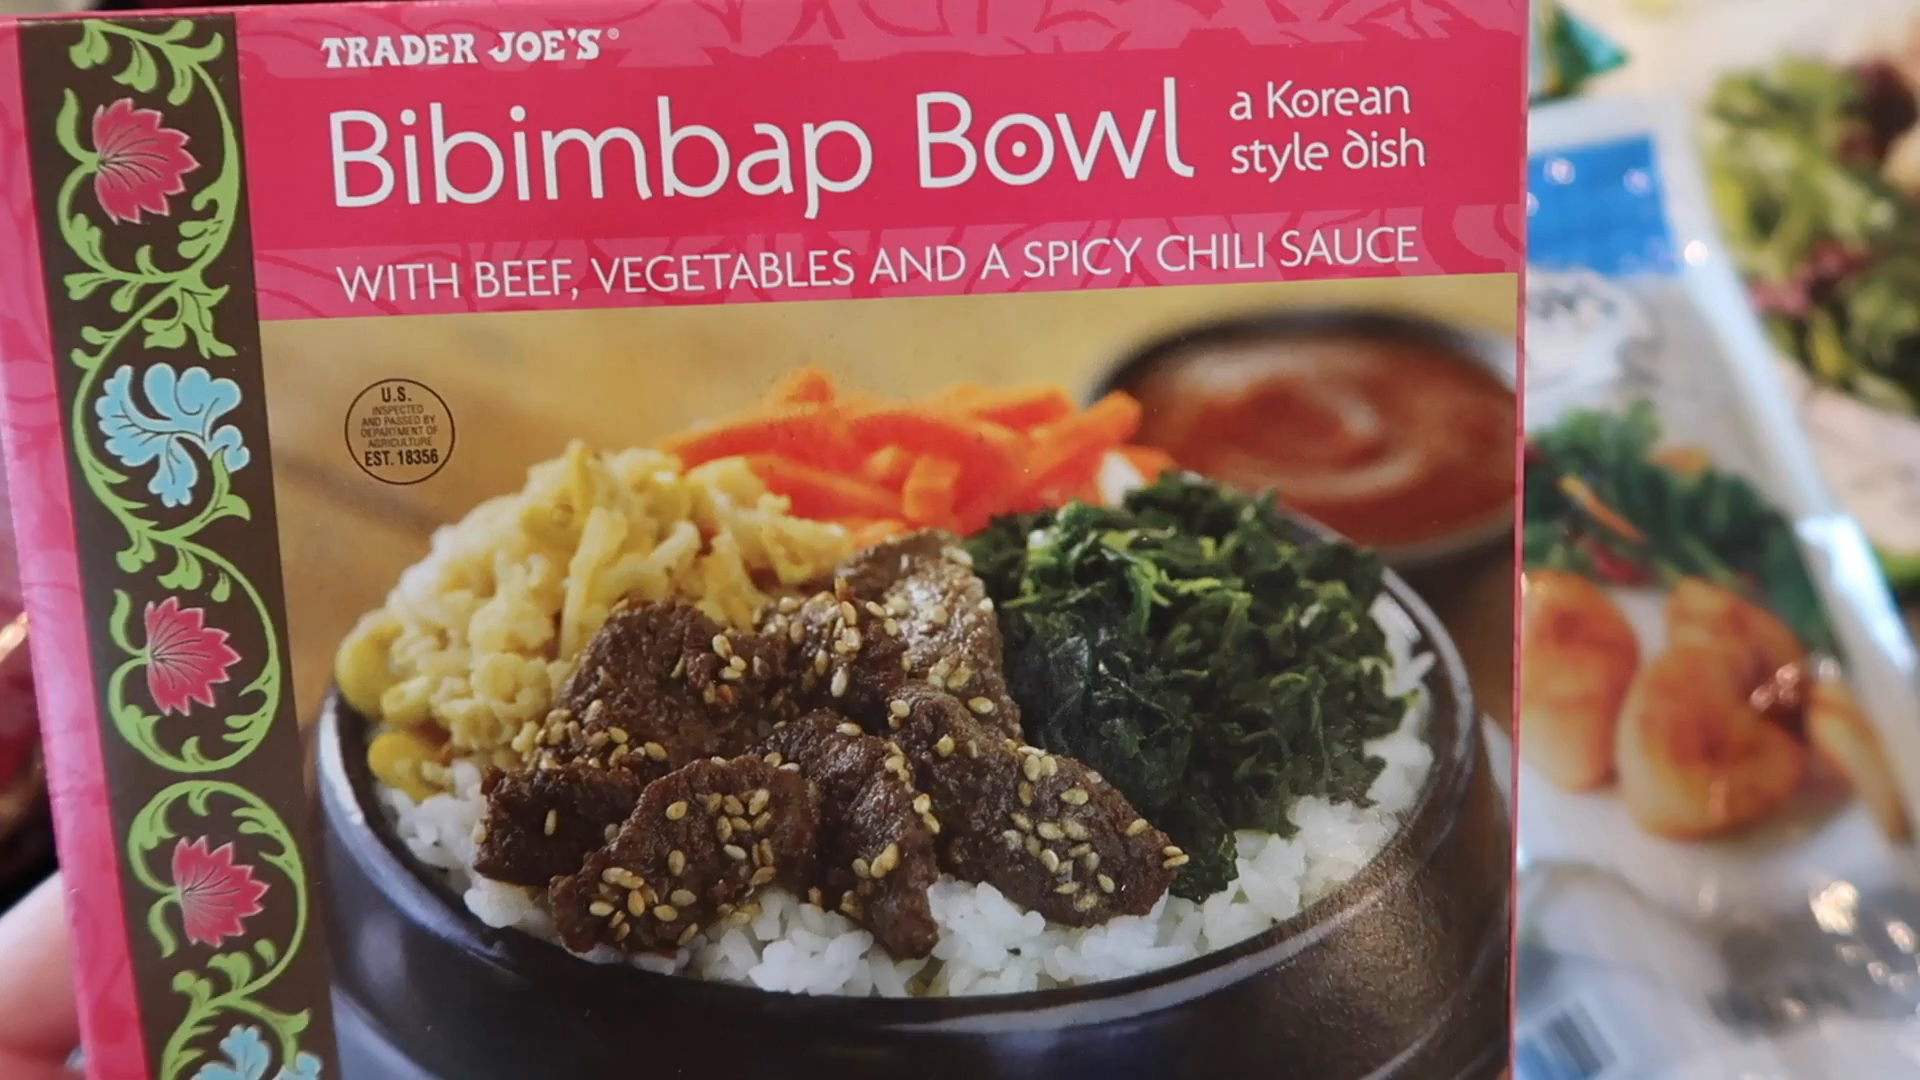 TRADER JOE'S®
Bibimbap Bowl
a Korean
style dish
WITH BEEF, VEGETABLES AND A SPICY CHILI SAUCE
U.S.
INSPECTED
AND PASSED BY
DEPARTMENT OF
AGRICULTURE
EST. 18356